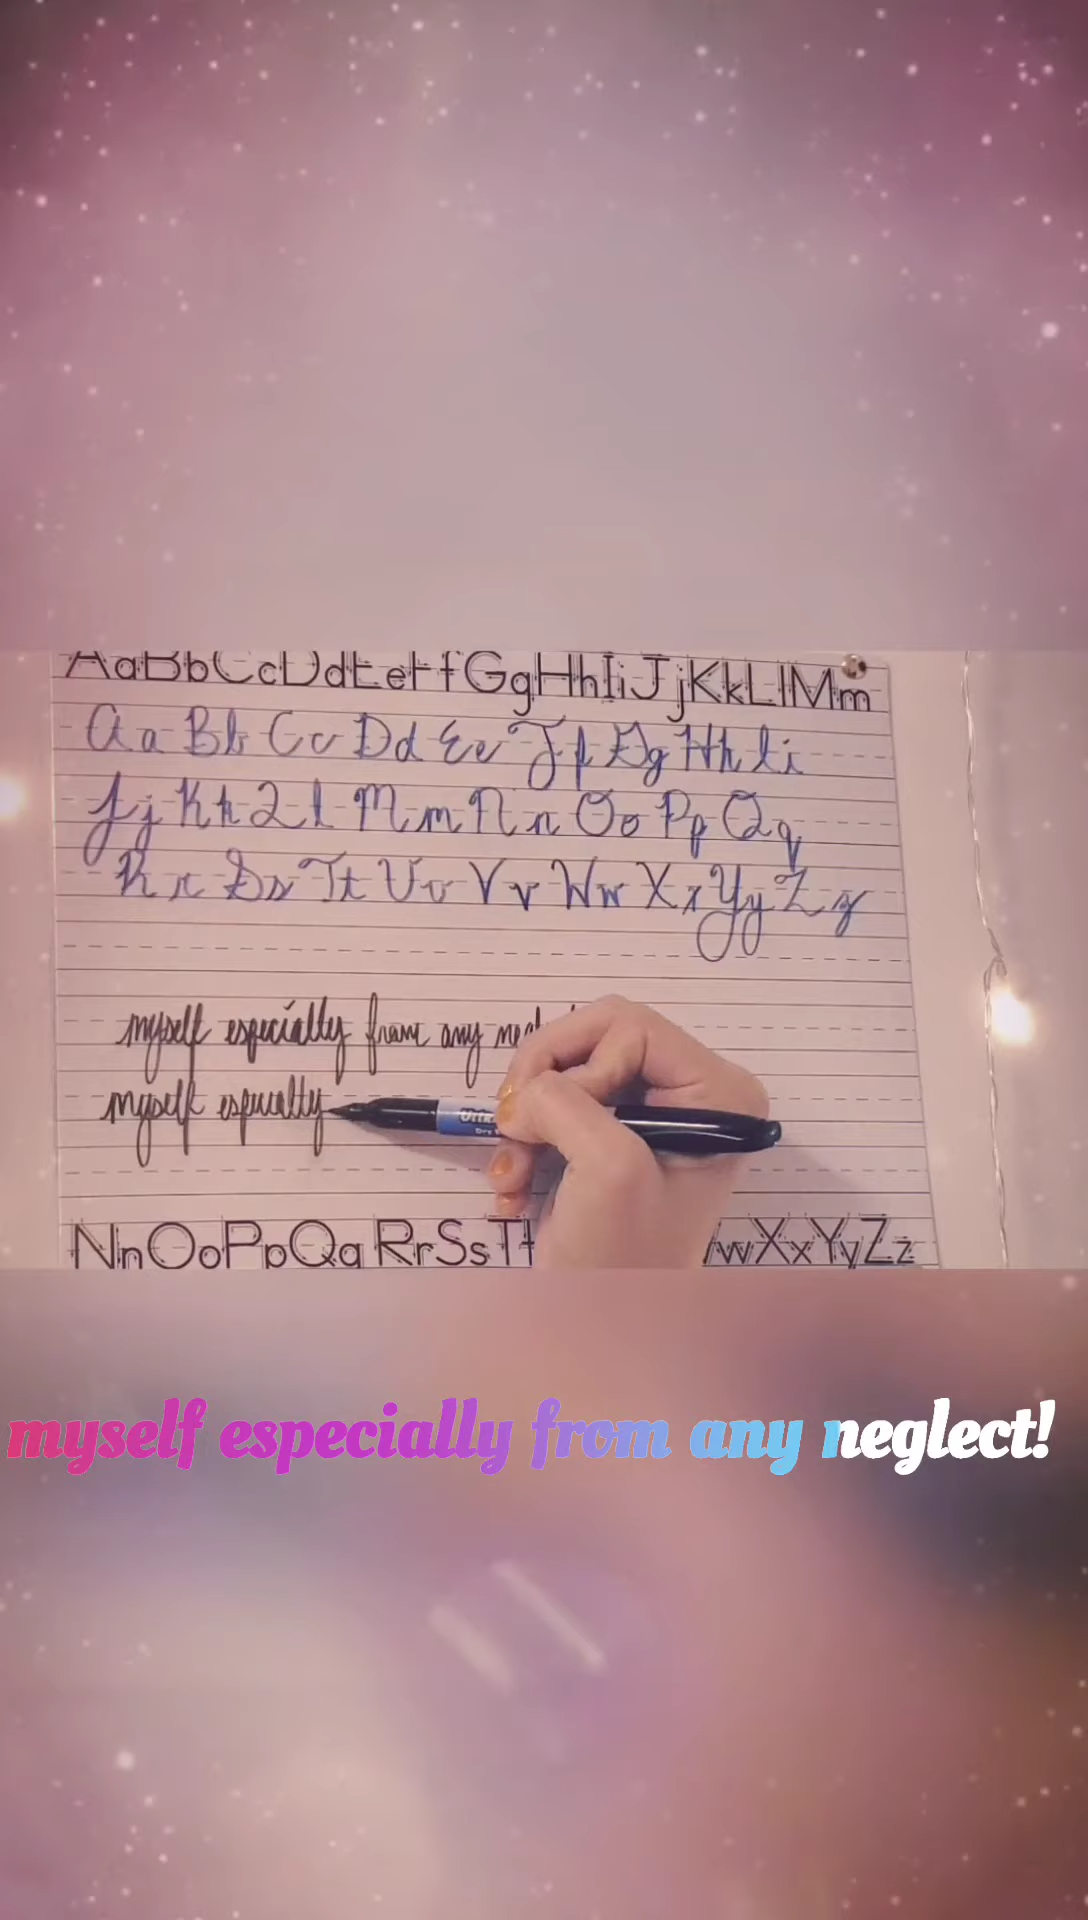 AaBbCcDdEeFfGgHhIiJjKkLlMm
Aa Bb Cc Dd Ee Ff Gg Hh Ii
Jj Kk Ll Mm Nn Oo Pp Qq
Rr Ss Tt Uu Vv Ww Xx Yy Zz
myself especially from any
myself especially
NnOoPpQqRrSsTt wXxYyZz
myself especially from any neglect!